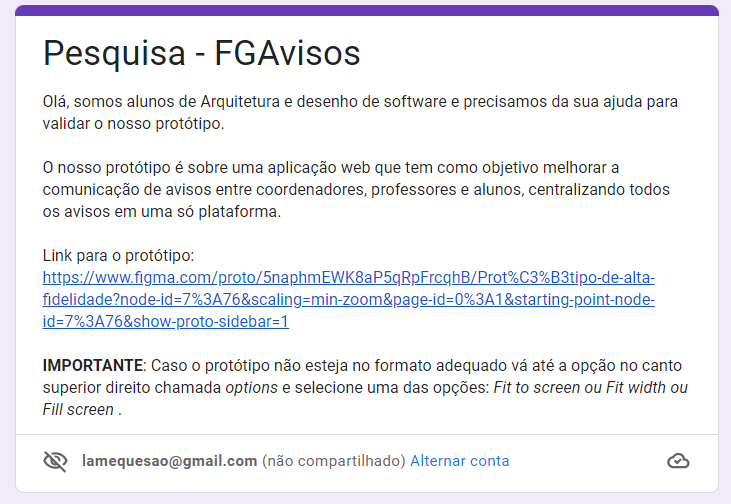 Pesquisa - FGAvisos
Olá, somos alunos de Arquitetura e desenho de software e precisamos da sua ajuda para
validar o nosso protótipo.
O nosso protótipo é sobre uma aplicação web que tem como objetivo melhorar a
comunicação de avisos entre coordenadores, professores e alunos, centralizando todos
os avisos em uma só plataforma.
Link para o protótipo:
https://www.figma.com/proto/5naphmEWK8aP5qRpFrcqhB/Prot%C3%B3tipo-de-alta-
fidelidade?node-id=7%3A76&scaling=min-zoom&page-id=0%3A1&starting-point-node-
id=7%3A76&show-proto-sidebar=1
IMPORTANTE: Caso o protótipo não esteja no formato adequado vá até a opção no canto
superior direito chamada options e selecione uma das opções: Fit to screen ou Fit width ou
Fill screen .
lamequesao@gmail.com (não compartilhado) Alternar conta